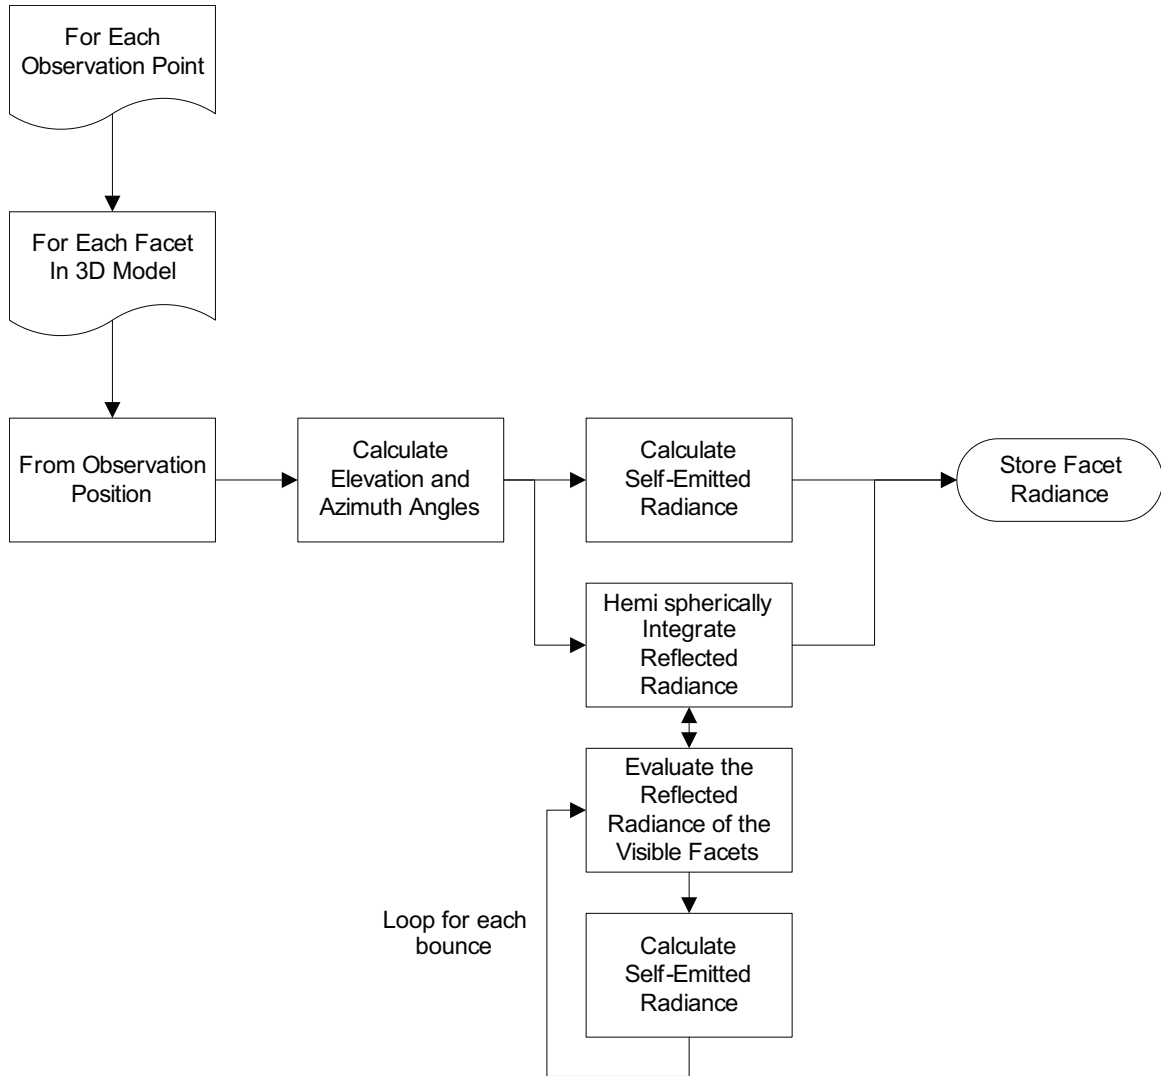 For Each
Observation Point
For Each Facet
In 3D Model
From Observation
Position
Calculate
Elevation and
Azimuth Angles
Calculate
Self-Emitted
Radiance
Store Facet
Radiance
Hemi spherically
Integrate
Reflected
Radiance
Evaluate the
Reflected
Radiance of the
Visible Facets
Loop for each
bounce
Calculate
Self-Emitted
Radiance